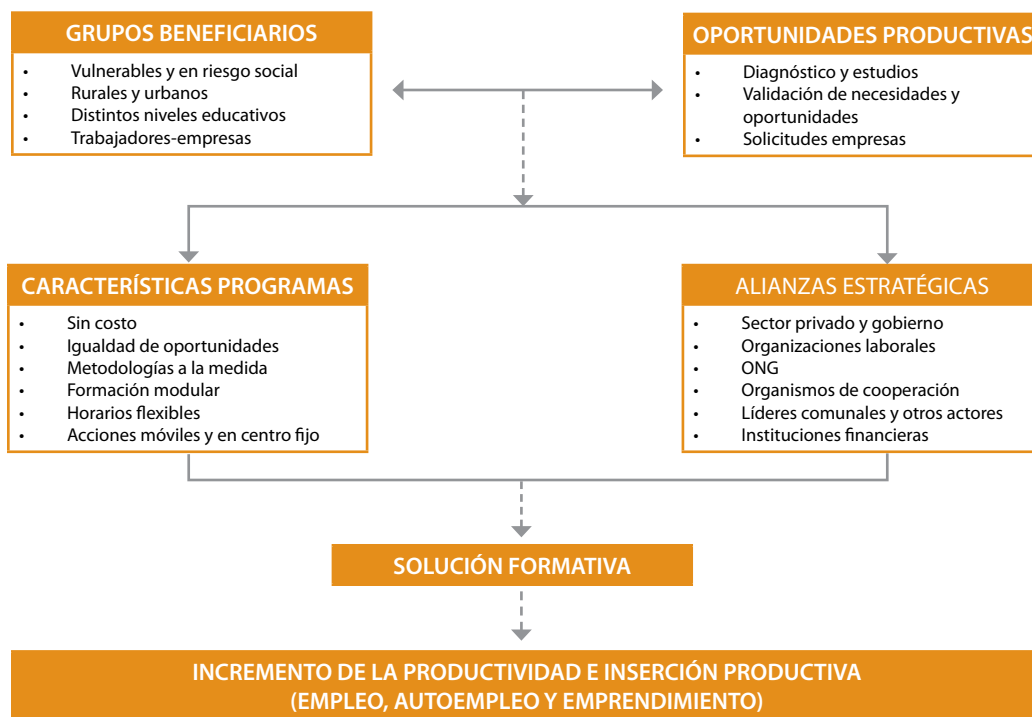 GRUPOS BENEFICIARIOS
• Vulnerables y en riesgo social
• Rurales y urbanos
• Distintos niveles educativos
• Trabajadores-empresas
OPORTUNIDADES PRODUCTIVAS
• Diagnóstico y estudios
• Validación de necesidades y
oportunidades
• Solicitudes empresas
CARACTERÍSTICAS PROGRAMAS
• Sin costo
• Igualdad de oportunidades
• Metodologías a la medida
• Formación modular
• Horarios flexibles
• Acciones móviles y en centro fijo
ALIANZAS ESTRATÉGICAS
• Sector privado y gobierno
• Organizaciones laborales
• ONG
• Organismos de cooperación
• Líderes comunales y otros actores
• Instituciones financieras
SOLUCIÓN FORMATIVA
INCREMENTO DE LA PRODUCTIVIDAD E INSERCIÓN PRODUCTIVA
(EMPLEO, AUTOEMPLEO Y EMPRENDIMIENTO)